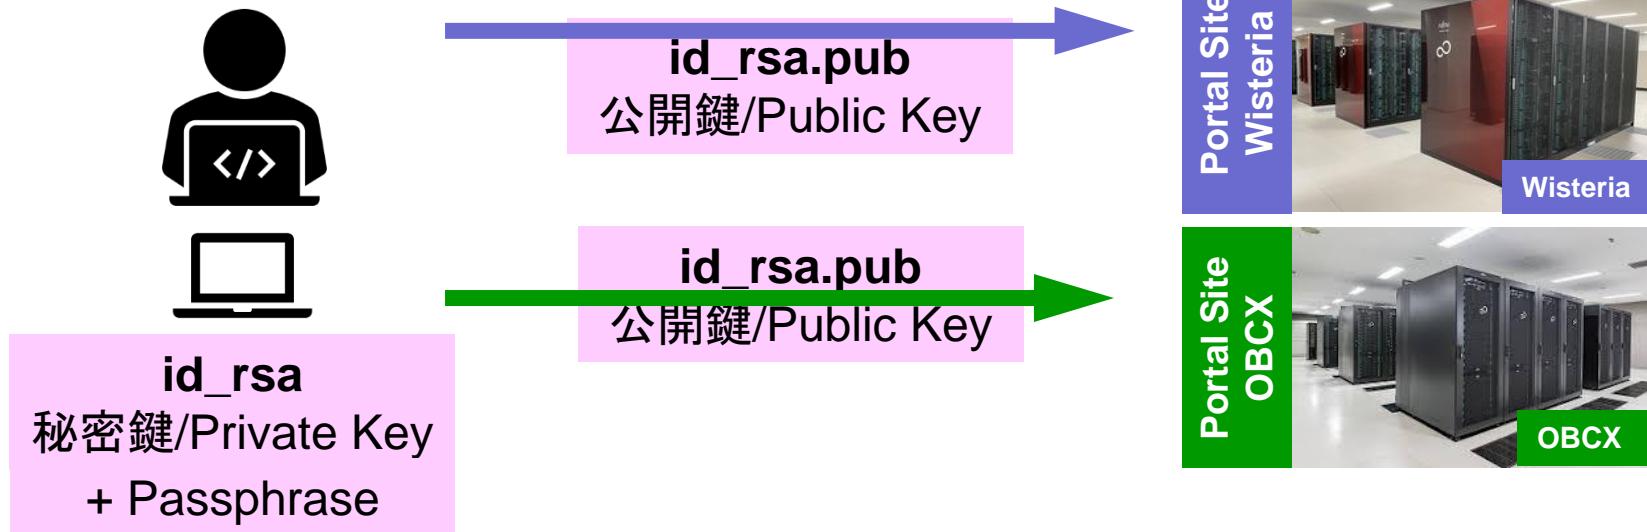 id_rsa.pub
公開鍵/Public Key
</>
Portal Site
Wisteria
Wisteria
id_rsa.pub
公開鍵/Public Key
Portal Site
OBCX
OBCX
id_rsa
秘密鍵/Private Key
+ Passphrase